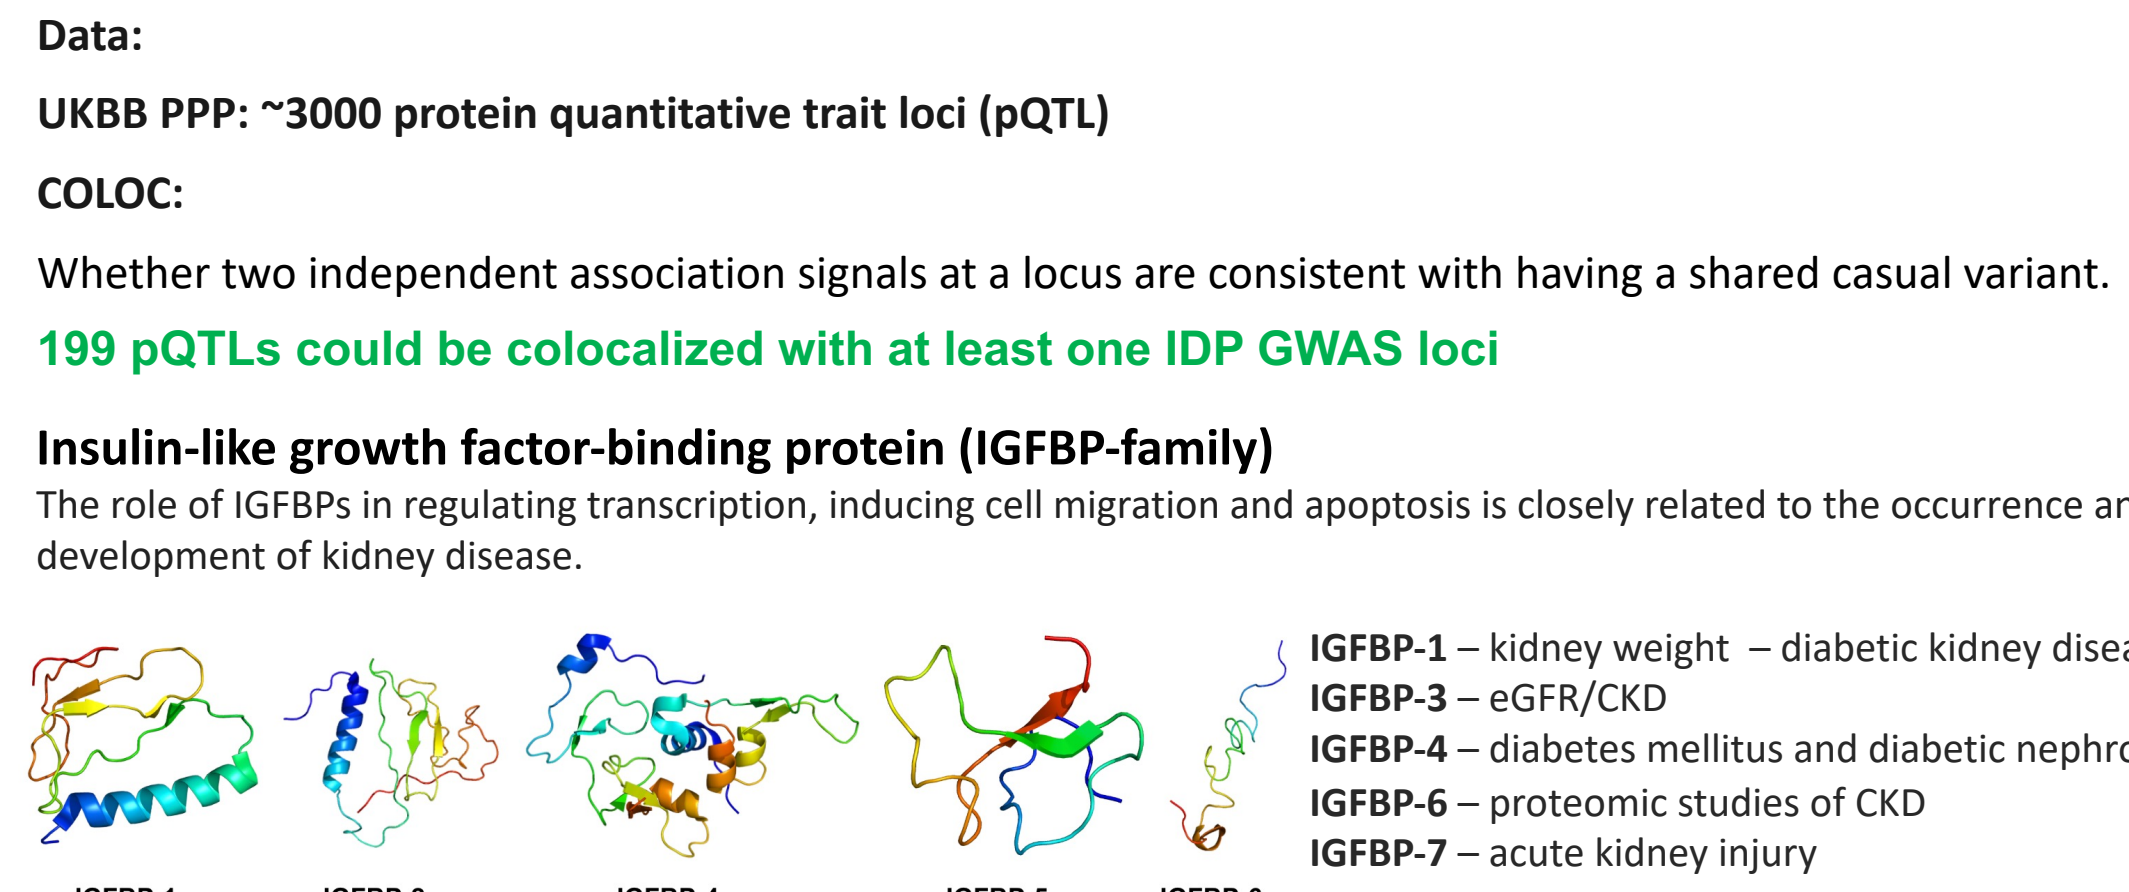 Data:
UKBB PPP: ~3000 protein quantitative trait loci (pQTL)
COLOC:
Whether two independent association signals at a locus are consistent with having a shared casual variant.
199 pQTLs could be colocalized with at least one IDP GWAS loci
Insulin-like growth factor-binding protein (IGFBP-family)
The role of IGFBPs in regulating transcription, inducing cell migration and apoptosis is closely related to the occurrence
development of kidney disease.
IGFBP-1 – kidney weight – diabetic kidney
IGFBP-3 – eGFR/CKD
IGFBP-4 – diabetes mellitus and diabetic
IGFBP-6 – proteomic studies of CKD
IGFBP-7 – acute kidney injury